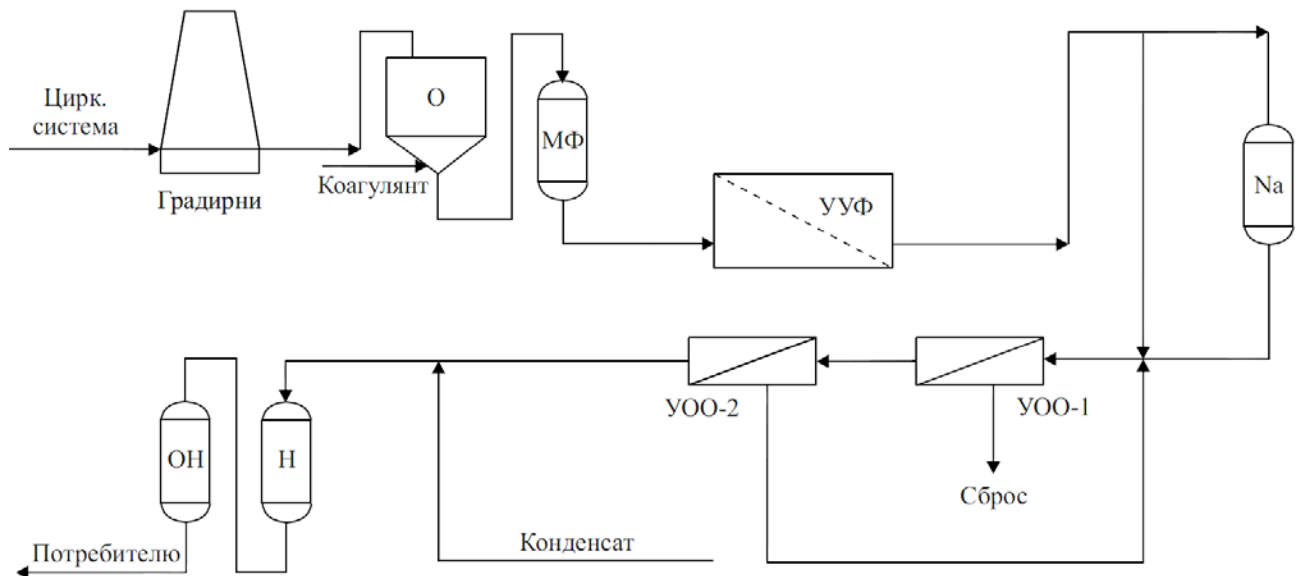 Цирк.
система
Градирни
О
Коагулянт
МФ
УУФ
Na
УОО-2
УОО-1
Сброс
ОН
Н
Конденсат
Потребителю